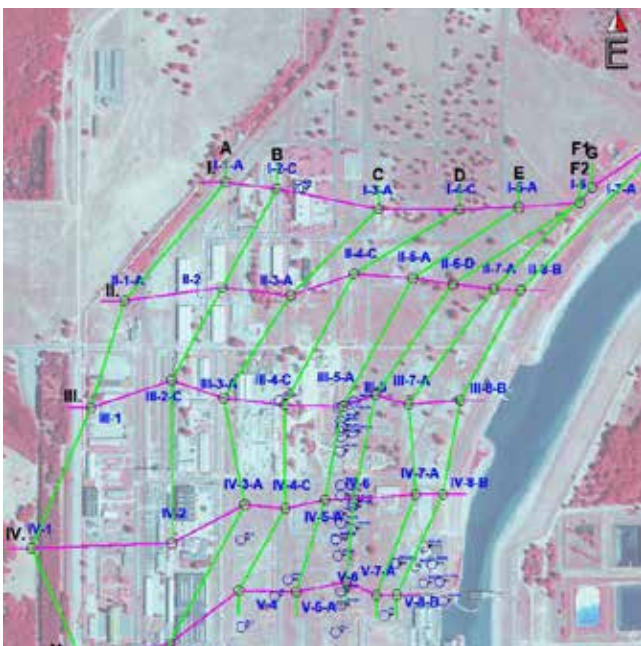 E
A
B
C
D
E
F1
G
F2
I.
I-1-A
I-2-C
I-3-A
I-4-C
I-5-A
I-6
I-7-A
II.
II-1-A
II-2
II-3-A
II-4-C
II-5-A
II-6-D
II-7-A
II-8-B
III.
III-1
III-2-C
III-3-A
III-4-C
III-5-A
III-7-A
III-8-B
IV.
IV-1
IV-2
IV-3-A
IV-4-C
IV-5-A
IV-6
IV-7-A
IV-8-B
V-4
V-5-A
V-6
V-7-A
V-8-B